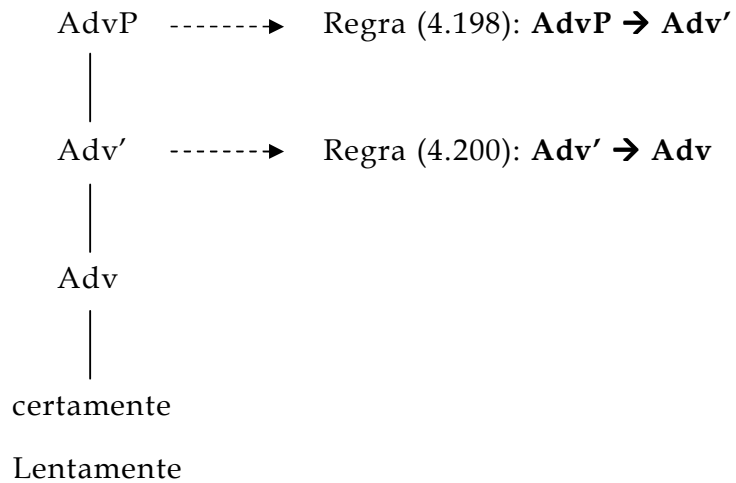 AdvP Regra (4.198): AdvP → Adv’
Adv’ Regra (4.200): Adv’ → Adv
Adv
certamente
Lentamente